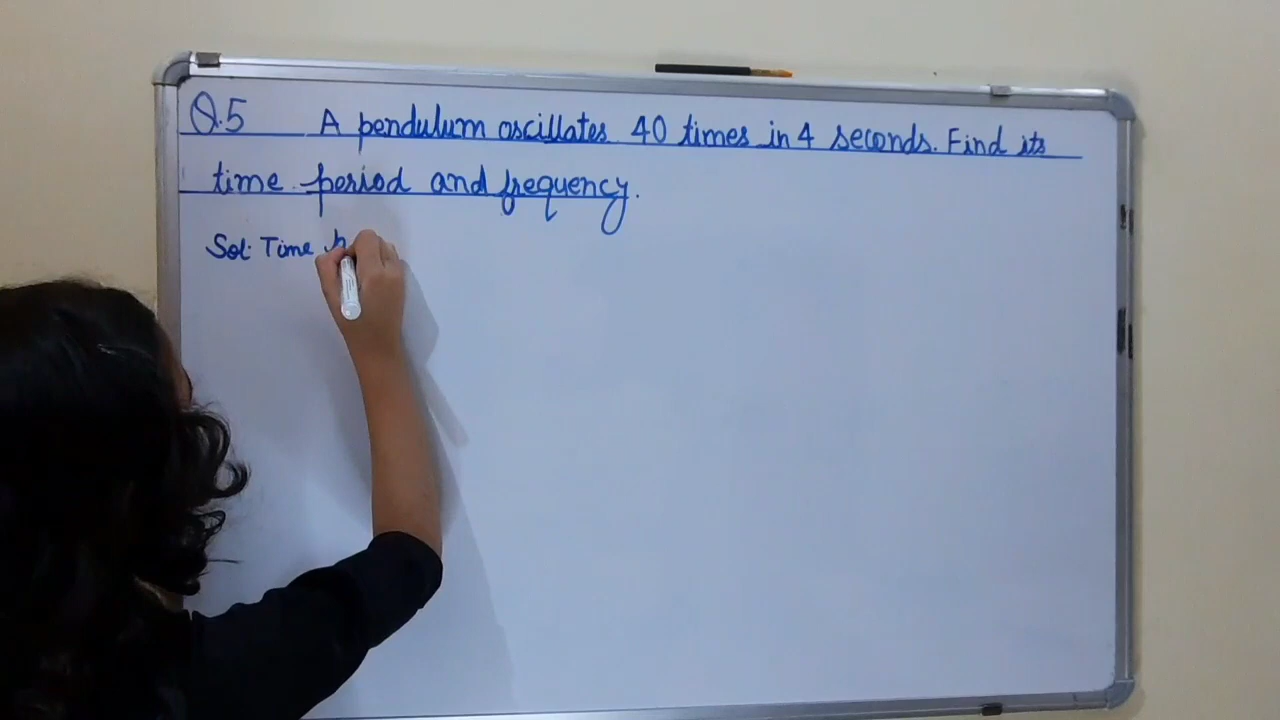 Q.5 A pendulum oscillates 40 times in 4 seconds. Find its
time period and frequency.
Sol: Time p